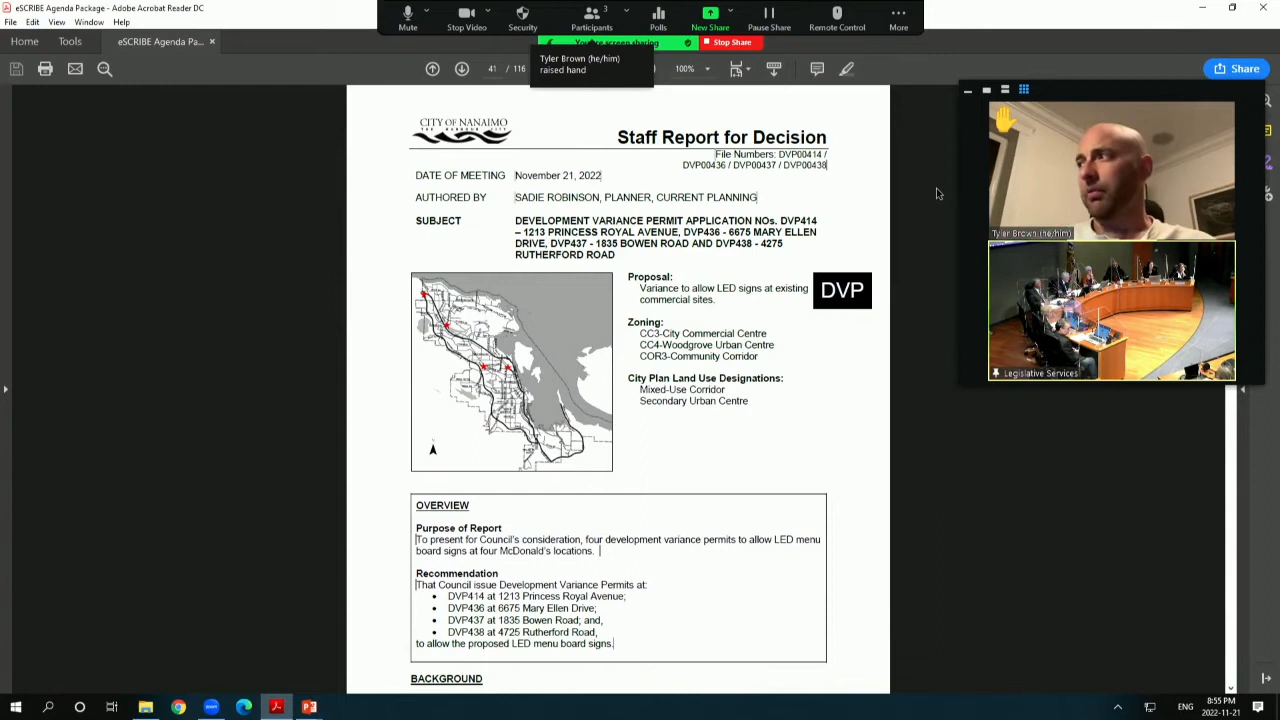 eSCRIBE Agenda Package - Adobe Acrobat Reader DC
File Edit View Window Help
Home Tools eSCRIBE Agenda Pa... ×
Mute Stop Video Security Participants 3 Polls New Share Pause Share Remote Control More
You are screen sharing Stop Share
Tyler Brown (he/him)
raised hand
41 / 116 100% Share
CITY OF NANAIMO
THE HARBOUR CITY
Staff Report for Decision
File Numbers: DVP00414 /
DVP00436 / DVP00437 / DVP00438
DATE OF MEETING November 21, 2022
AUTHORED BY SADIE ROBINSON, PLANNER, CURRENT PLANNING
SUBJECT DEVELOPMENT VARIANCE PERMIT APPLICATION NOs. DVP414
– 1213 PRINCESS ROYAL AVENUE, DVP436 - 6675 MARY ELLEN
DRIVE, DVP437 - 1835 BOWEN ROAD AND DVP438 - 4275
RUTHERFORD ROAD
Proposal:
Variance to allow LED signs at existing
commercial sites.
DVP
Zoning:
CC3-City Commercial Centre
CC4-Woodgrove Urban Centre
COR3-Community Corridor
City Plan Land Use Designations:
Mixed-Use Corridor
Secondary Urban Centre
OVERVIEW
Purpose of Report
To present for Council's consideration, four development variance permits to allow LED menu
board signs at four McDonald's locations.
Recommendation
That Council issue Development Variance Permits at:
• DVP414 at 1213 Princess Royal Avenue;
• DVP436 at 6675 Mary Ellen Drive;
• DVP437 at 1835 Bowen Road; and,
• DVP438 at 4725 Rutherford Road,
to allow the proposed LED menu board signs.
BACKGROUND
Tyler Brown (he/him)
Legislative Services
ENG
8:55 PM
2022-11-21